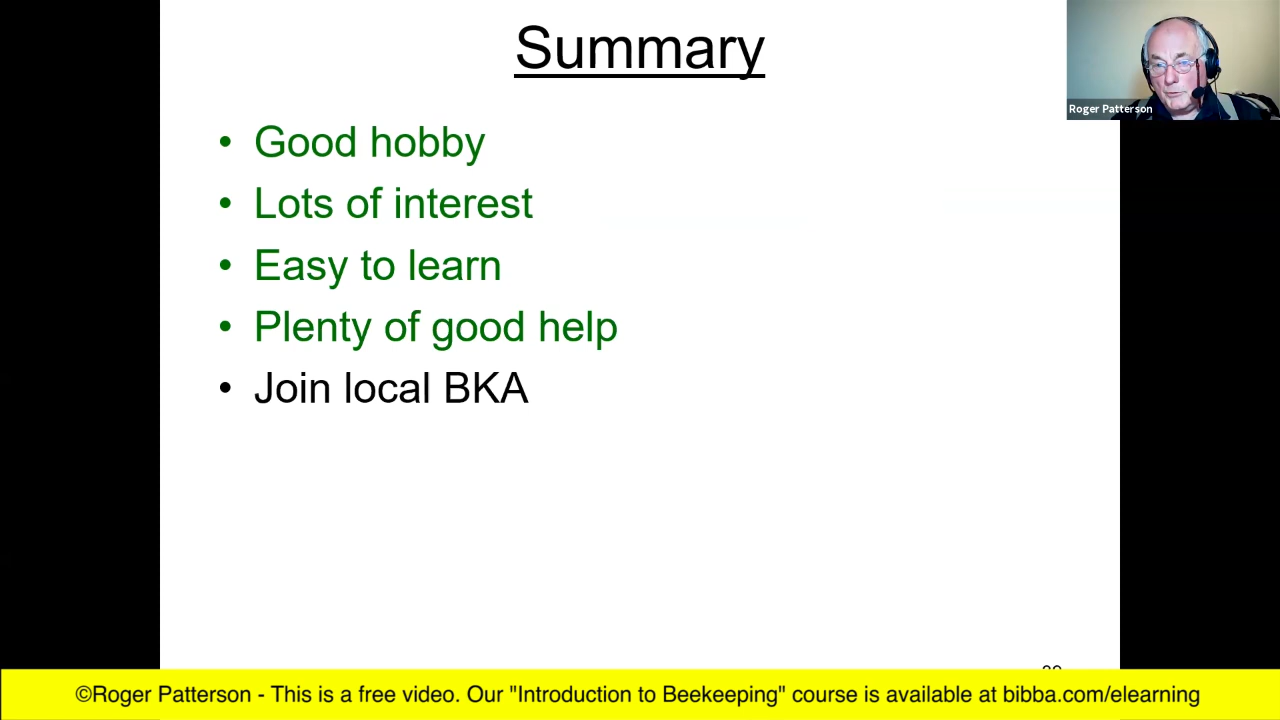 Summary
Roger Patterson
• Good hobby
• Lots of interest
• Easy to learn
• Plenty of good help
• Join local BKA
©Roger Patterson - This is a free video. Our "Introduction to Beekeeping" course is available at bibba.com/elearning